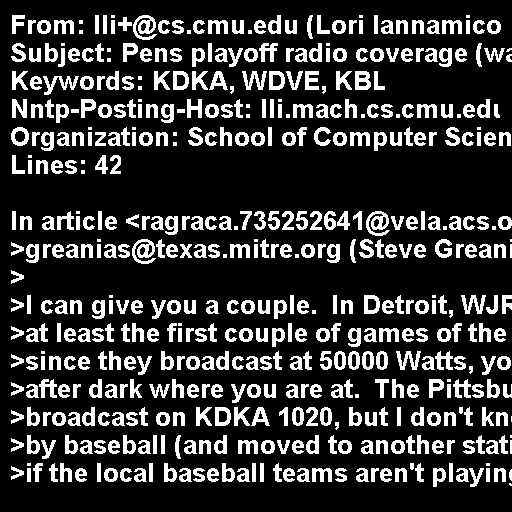 From: lli+@cs.cmu.edu (Lori Iannamico
Subject: Pens playoff radio coverage (wa
Keywords: KDKA, WDVE, KBL
Nntp-Posting-Host: lli.mach.cs.cmu.edu
Organization: School of Computer Scien
Lines: 42

In article <ragraca.735252641@vela.acs.o
>greanias@texas.mitre.org (Steve Greani
>
>I can give you a couple.  In Detroit, WJR
>at least the first couple of games of the
>since they broadcast at 50000 Watts, yo
>after dark where you are at.  The Pittsbu
>broadcast on KDKA 1020, but I don't kn
>by baseball (and moved to another stati
>if the local baseball teams aren't playing